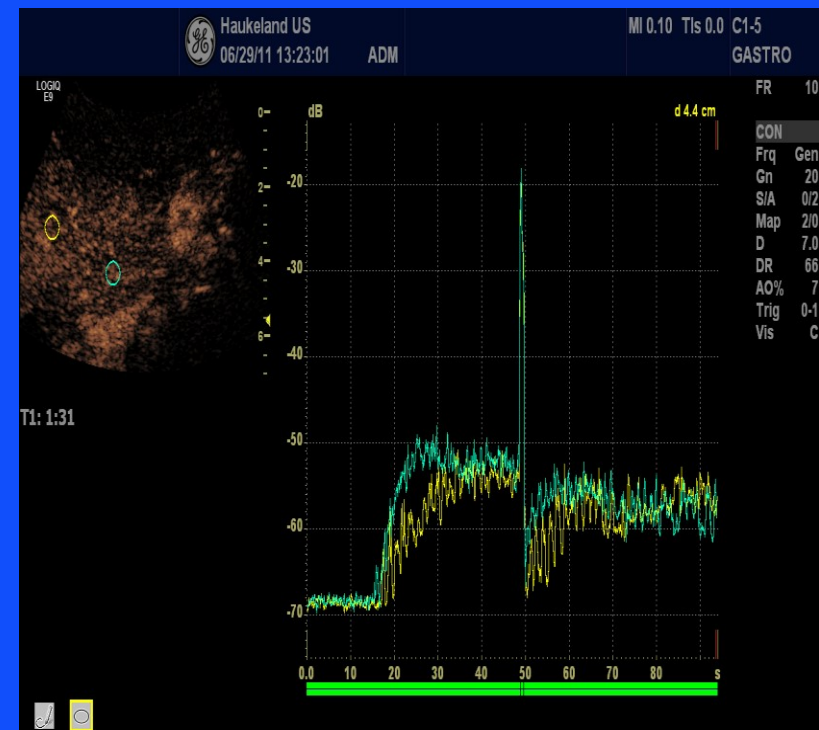 GE
Haukeland US
06/29/11 13:23:01 ADM
MI 0.10 TIs 0.0
C1-5
GASTRO
LOGIQ
E9
FR 10
CON
Frq Gen
Gn 20
S/A 0/2
Map 2/0
D 7.0
DR 66
AO% 7
Trig 0-1
Vis C
0
2
4
6
T1: 1:31
dB
d 4.4 cm
-20
-30
-40
-50
-60
-70
0.0 10 20 30 40 50 60 70 80 s